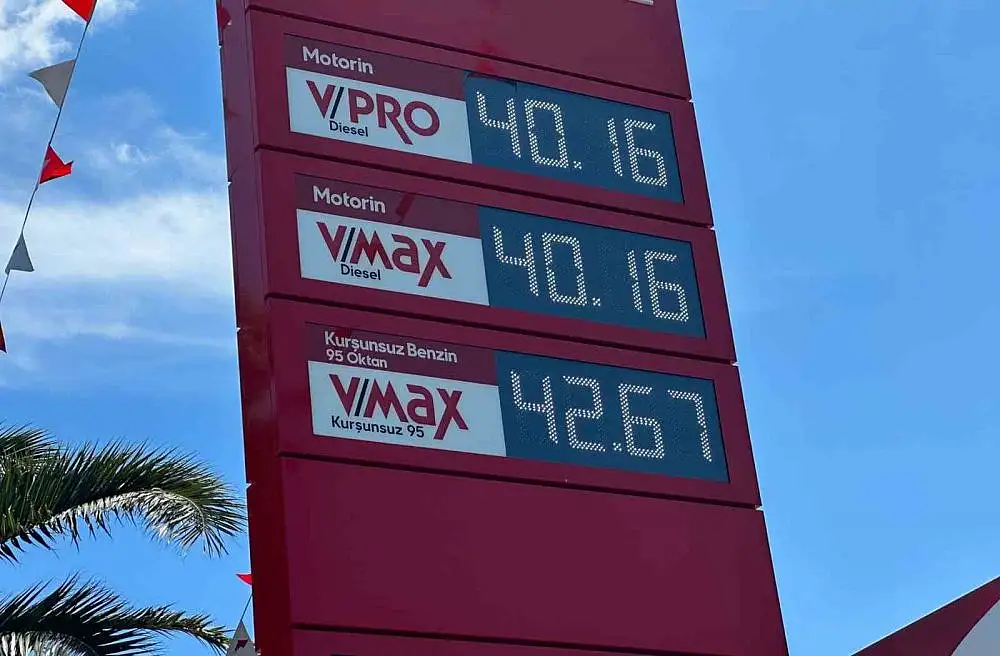 Motorin
V/PRO
Diesel
40.16
Motorin
V/Max
Diesel
40.16
Kurşunsuz Benzin
95 Oktan
V/Max
Kurşunsuz 95
42.67